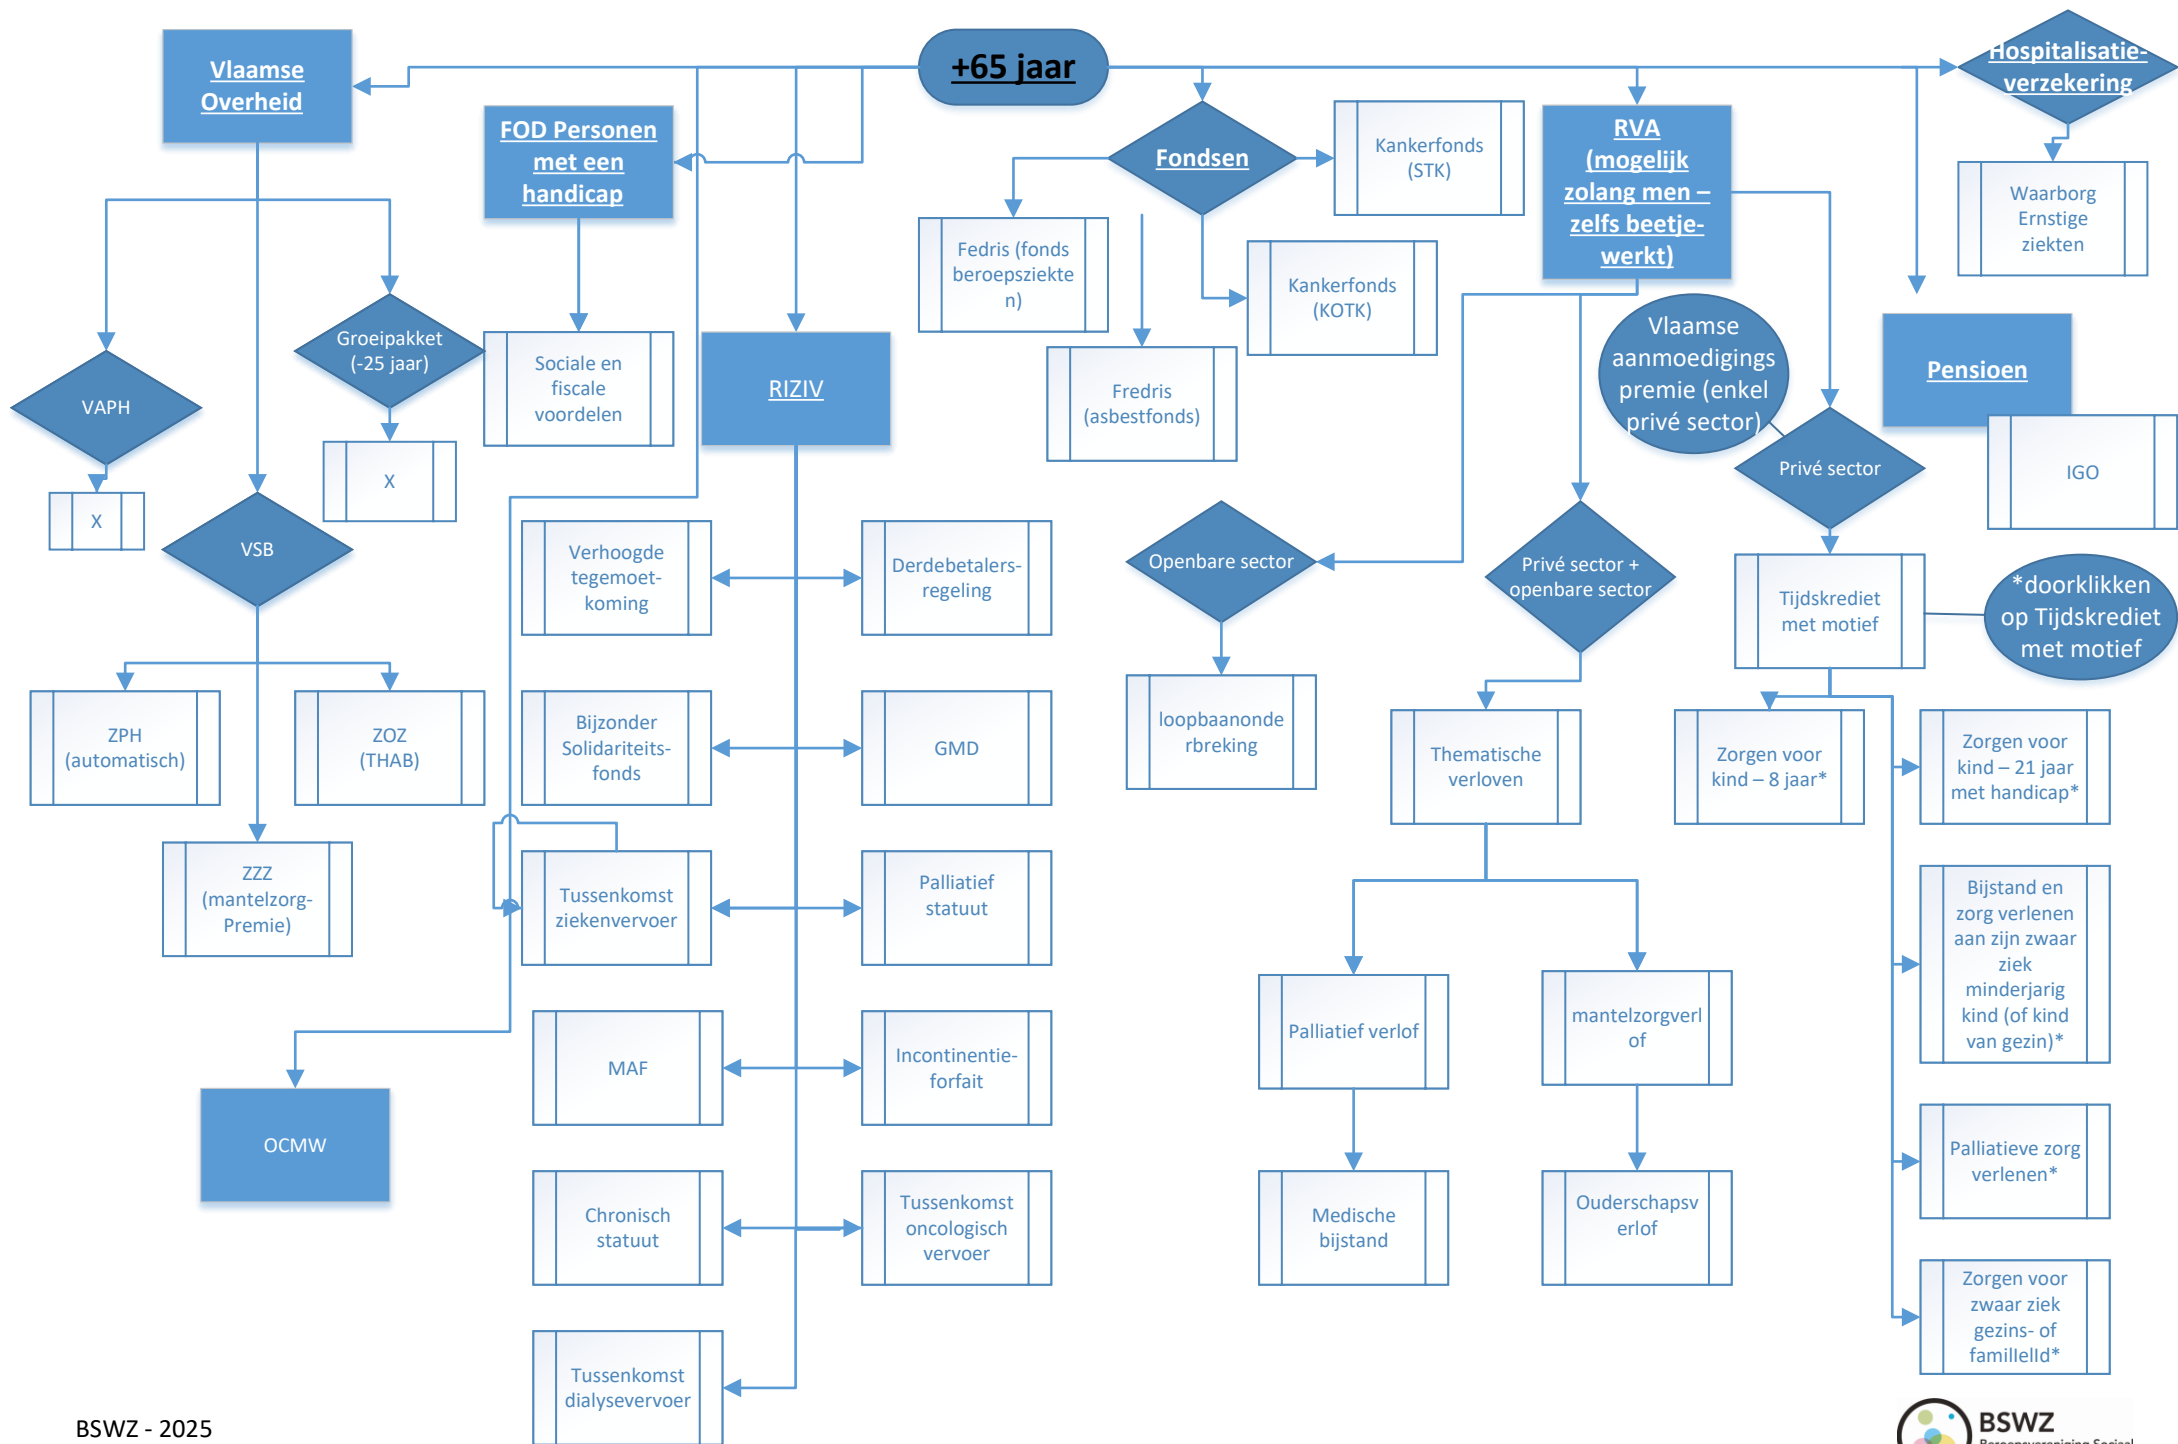 +65 jaar
Vlaamse
Overheid
FOD Personen
met een
handicap
Fondsen
Kankerfonds
(STK)
RVA
(mogelijk
zolang men –
zelfs beetje-
werkt)
Hospitalisatie-
verzekering
Waarborg
Ernstige
ziekten
Fedris (fonds
beroepsziekte
n)
Kankerfonds
(KOTK)
Groeipakket
(-25 jaar)
VAPH
X
X
Sociale en
fiscale
voordelen
RIZIV
Fredris
(asbestfonds)
Vlaamse
aanmoedigings
premie (enkel
privé sector)
Pensioen
IGO
Privé sector
VSB
Verhoogde
tegemoet-
koming
Derdebetalers-
regeling
Openbare sector
Privé sector +
openbare sector
Tijdskrediet
met motief
*doorklikken
op Tijdskrediet
met motief
ZPH
(automatisch)
ZOZ
(THAB)
ZZZ
(mantelzorg-
Premie)
Bijzonder
Solidariteits-
fonds
GMD
loopbaanonde
rbreking
Thematische
verloven
Zorgen voor
kind – 8 jaar*
Zorgen voor
kind – 21 jaar
met handicap*
Tussenkomst
ziekenvervoer
Palliatief
statuut
Bijstand en
zorg verlenen
aan zijn zwaar
ziek
minderjarig
kind (of kind
van gezin)*
MAF
Incontinentie-
forfait
Palliatief verlof
mantelzorgverl
of
OCMW
Palliatieve zorg
verlenen*
Chronisch
statuut
Tussenkomst
oncologisch
vervoer
Medische
bijstand
Ouderschapsv
erlof
Zorgen voor
zwaar ziek
gezins- of
familielid*
Tussenkomst
dialysevervoer
BSWZ - 2025
BSWZ
Beroepsvereniging Sociaal